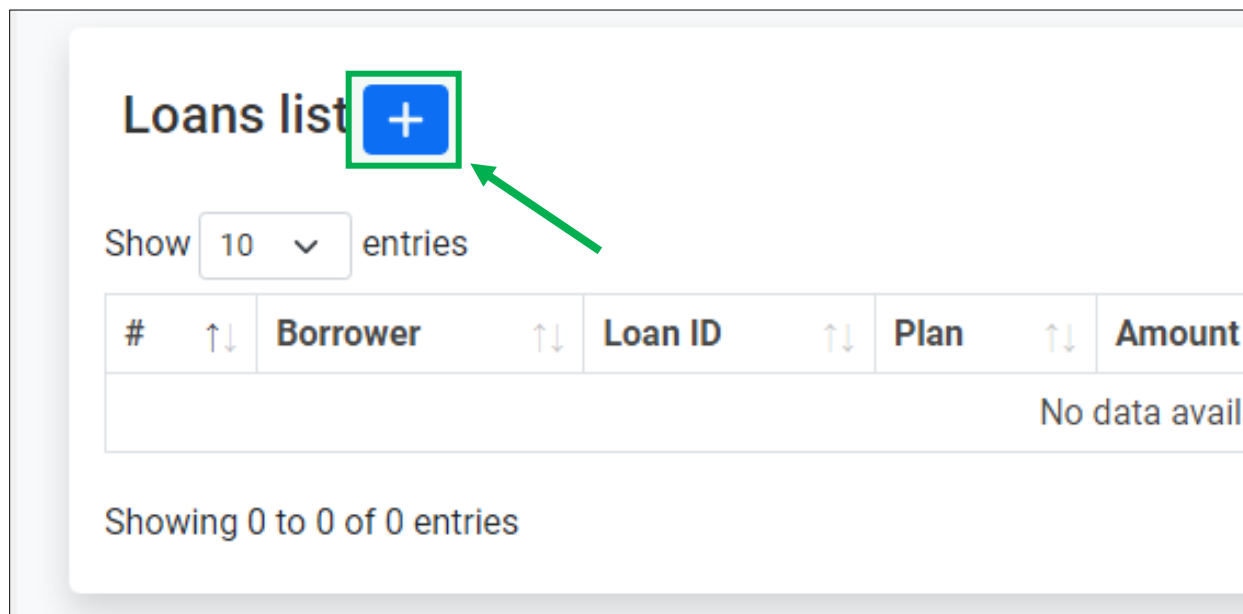 Loans list +
Show 10 entries
# Borrower Loan ID Plan Amount
No data avail
Showing 0 to 0 of 0 entries